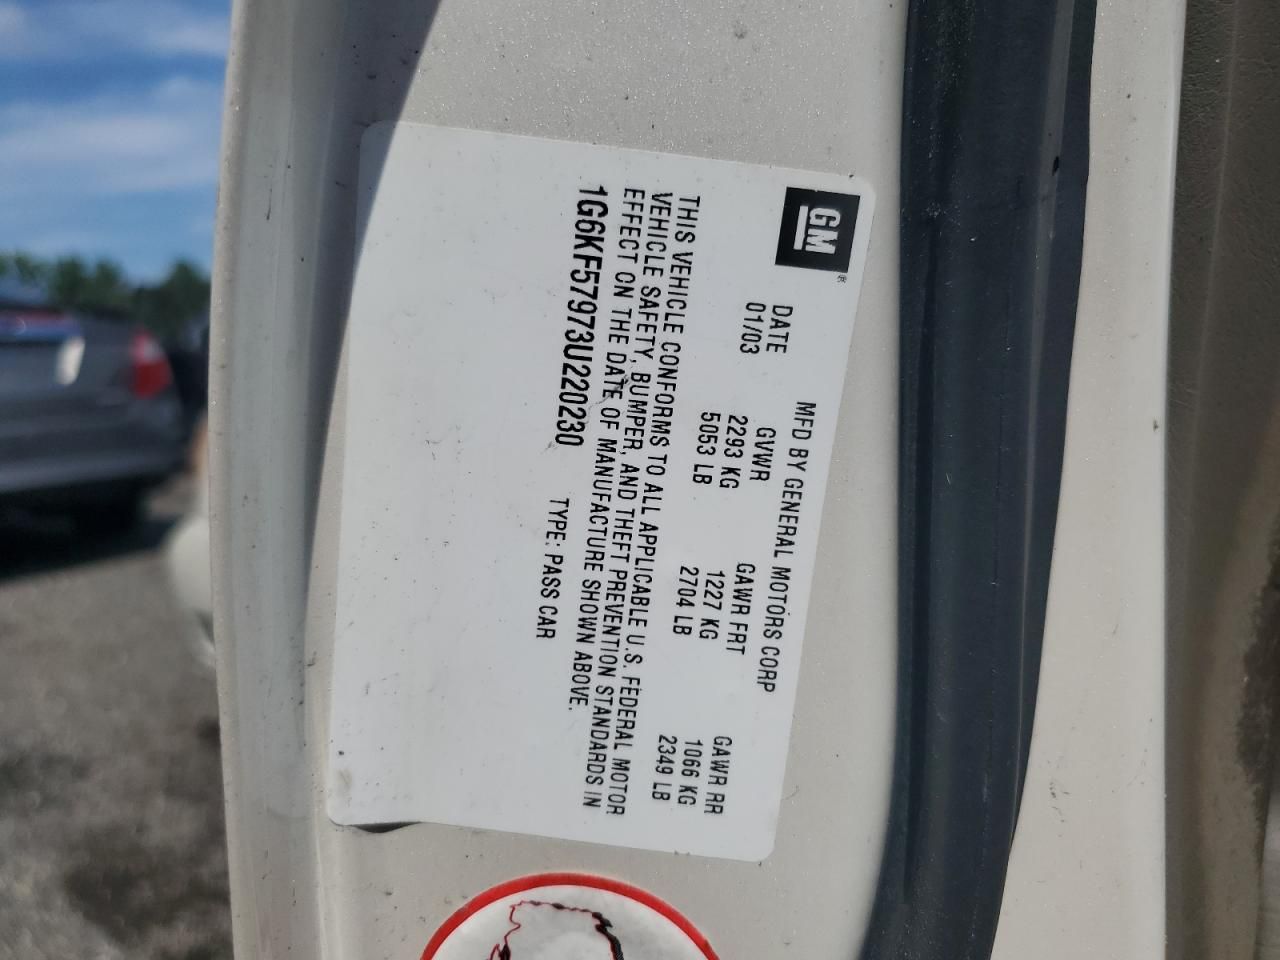 GM®
MFD BY GENERAL MOTORS CORP
DATE GVWR GAWR FRT GAWR RR
01/03 2293 KG 1227 KG 1066 KG
5053 LB 2704 LB 2349 LB
THIS VEHICLE CONFORMS TO ALL APPLICABLE U.S. FEDERAL MOTOR
VEHICLE SAFETY, BUMPER, AND THEFT PREVENTION STANDARDS IN
EFFECT ON THE DATE OF MANUFACTURE SHOWN ABOVE.
1G6KF57973U220230 TYPE: PASS CAR